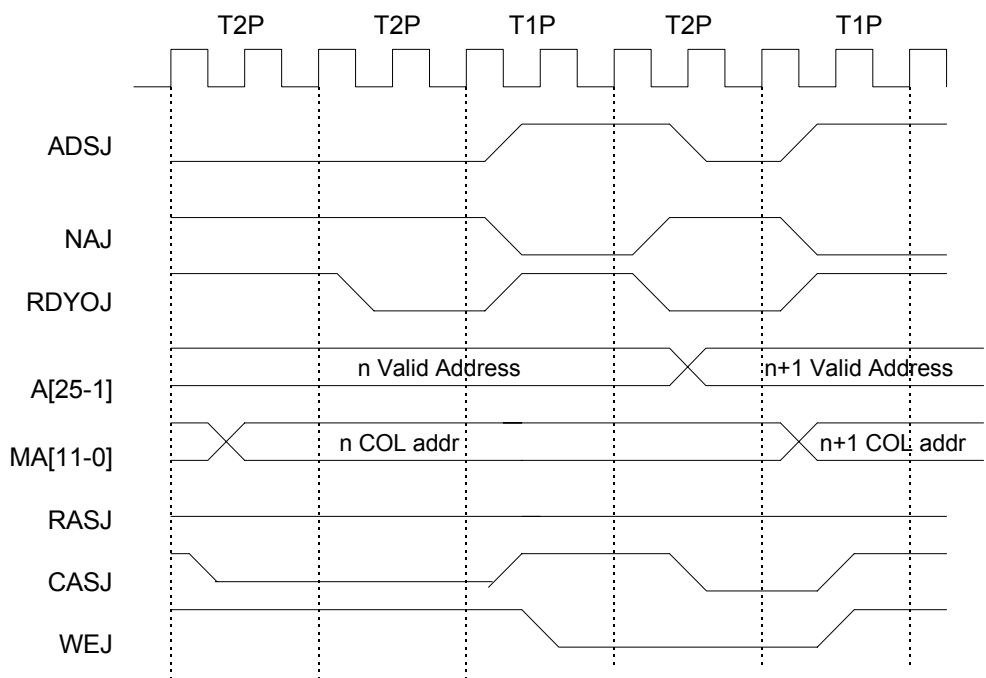 T2P T2P T1P T2P T1P
ADSJ
NAJ
RDYOJ
A[25-1] n Valid Address n+1 Valid Address
MA[11-0] n COL addr n+1 COL addr
RASJ
CASJ
WEJ